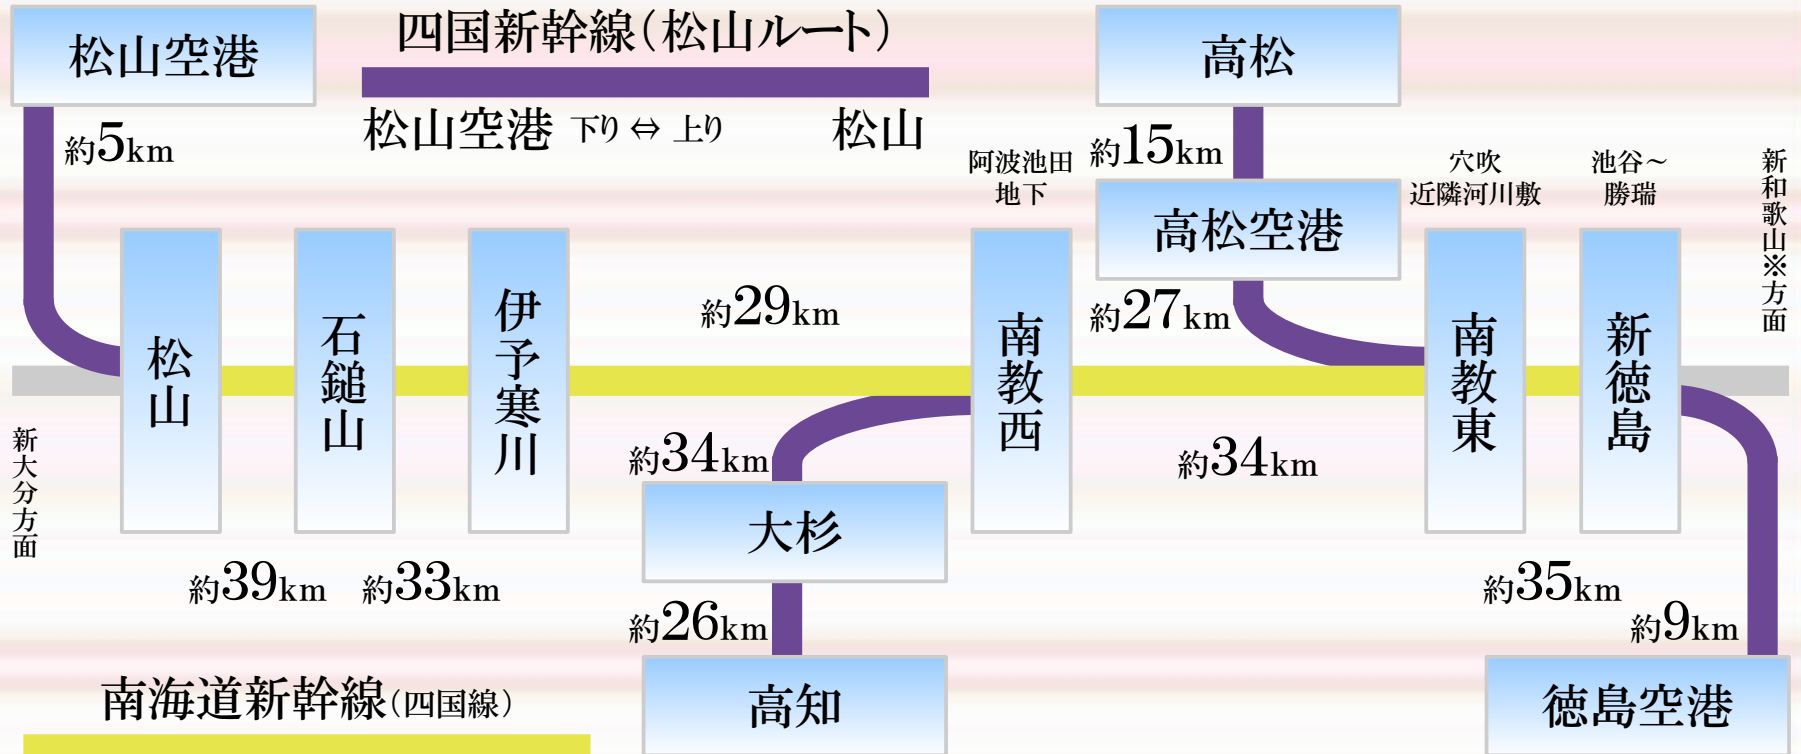 松山空港
四国新幹線(松山ルート)
松山空港 下り ⇔ 上り 松山
高松
約5km
約15km
阿波池田
地下
高松空港
穴吹
近隣河川敷
池谷～
勝瑞
新和歌山※方面
松山
石鎚山
伊予寒川
約29km
南教西
約27km
南教東
新徳島
新大分方面
約34km
大杉
約34km
約39km
約33km
約26km
約35km
約9km
南海道新幹線(四国線)
高知
徳島空港